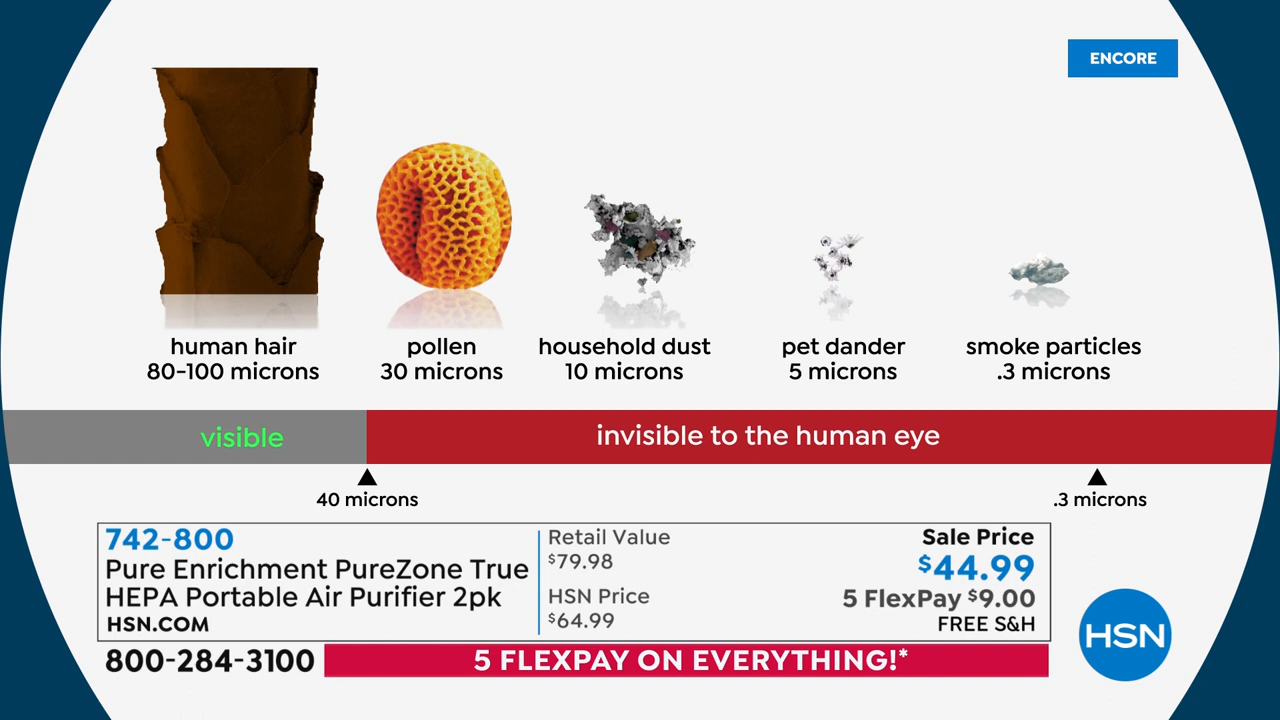 ENCORE
human hair
80-100 microns
pollen
30 microns
household dust
10 microns
pet dander
5 microns
smoke particles
.3 microns
visible
invisible to the human eye
40 microns
.3 microns
742-800
Pure Enrichment PureZone True
HEPA Portable Air Purifier 2pk
HSN.COM
Retail Value
$79.98
HSN Price
$64.99
Sale Price
$44.99
5 FlexPay $9.00
FREE S&H
HSN
800-284-3100
5 FLEXPAY ON EVERYTHING!*